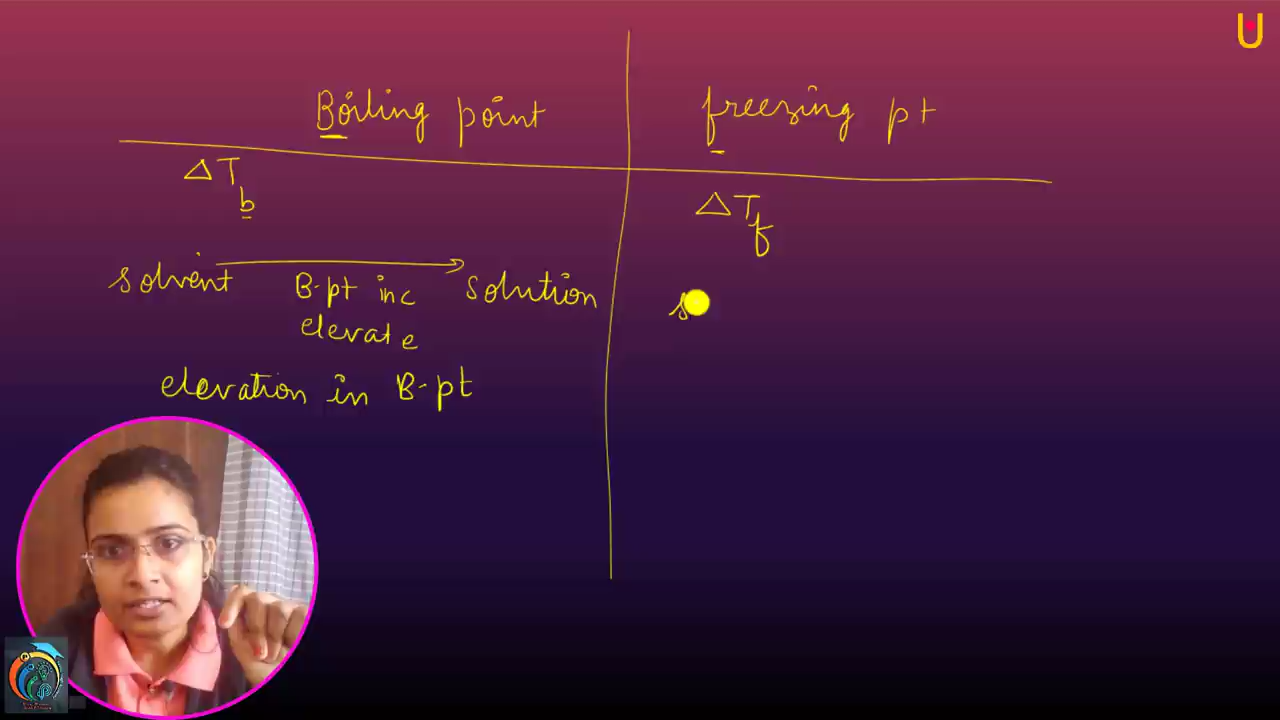 Boiling point
freezing pt
ΔT_b
ΔT_f
solvent → solution
B.pt inc
elevate
elevation in B.pt
s
U